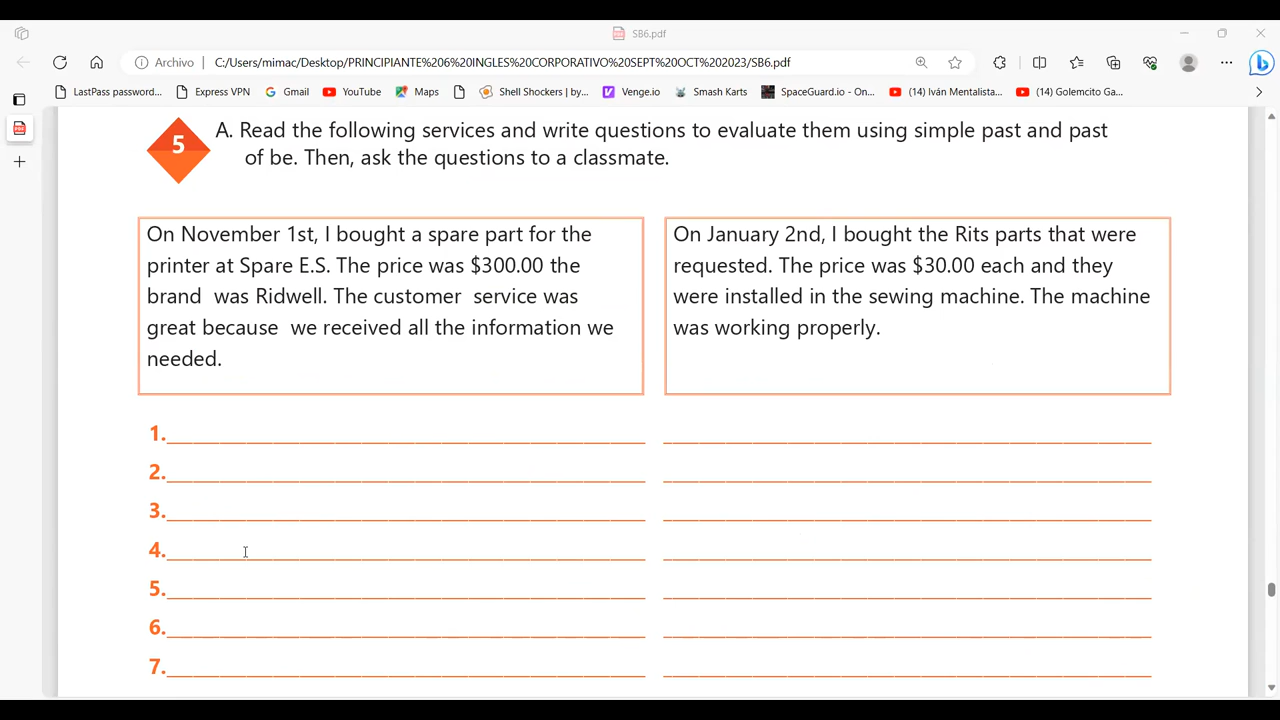 SB6.pdf
Archivo C:/Users/mimac/Desktop/PRINCIPIANTE%206%20INGLES%20CORPORATIVO%20SEPT%20OCT%202023/SB6.pdf
LastPass password... Express VPN Gmail YouTube Maps Shell Shockers | by... Venge.io Smash Karts SpaceGuard.io - On... (14) Iván Mentalista... (14) Golemcito Ga...
5
A. Read the following services and write questions to evaluate them using simple past and past
of be. Then, ask the questions to a classmate.
On November 1st, I bought a spare part for the
printer at Spare E.S. The price was $300.00 the
brand was Ridwell. The customer service was
great because we received all the information we
needed.
On January 2nd, I bought the Rits parts that were
requested. The price was $30.00 each and they
were installed in the sewing machine. The machine
was working properly.
1.
2.
3.
4.
5.
6.
7.